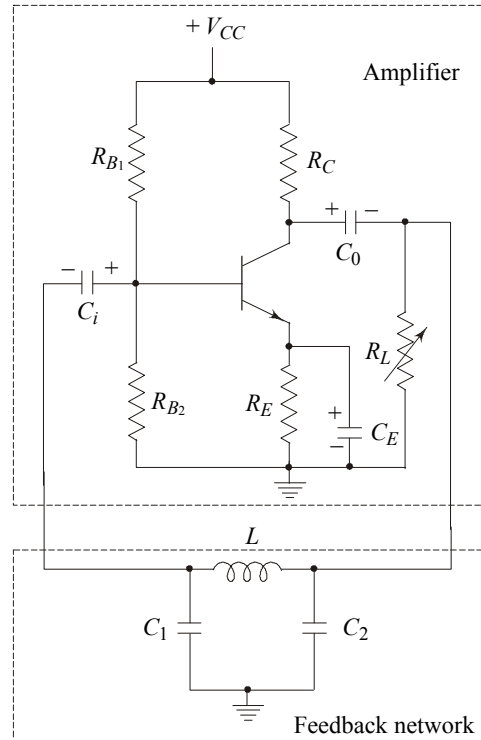 + V_CC
Amplifier
R_B1
R_C
+ −
C_0
− +
C_i
R_L
R_B2
R_E
+
−
C_E
L
C_1
C_2
Feedback network